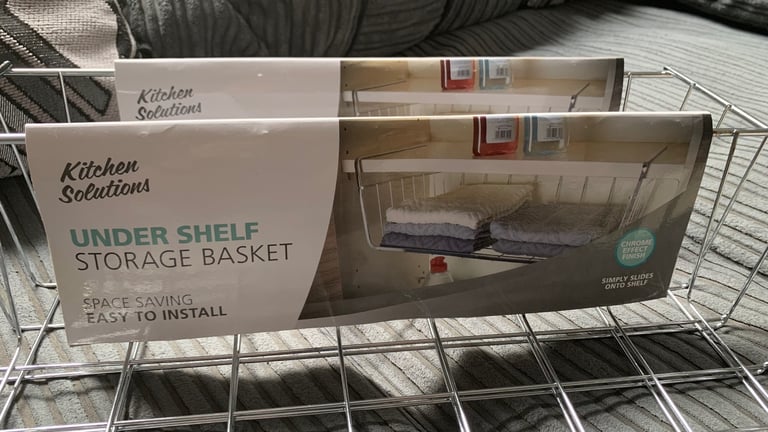 Kitchen
Solutions
Kitchen
Solutions
UNDER SHELF
STORAGE BASKET
SPACE SAVING
EASY TO INSTALL
CHROME
EFFECT
FINISH
SIMPLY SLIDES
ONTO SHELF